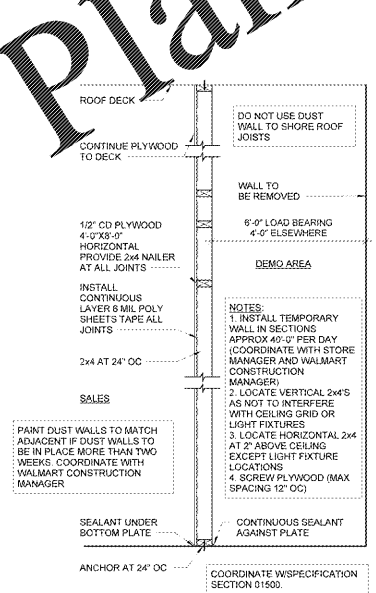 Plan
ROOF DECK
DO NOT USE DUST
WALL TO SHORE ROOF
JOISTS
CONTINUE PLYWOOD
TO DECK
WALL TO
BE REMOVED
1/2" CD PLYWOOD
4'-0"X8'-0"
HORIZONTAL
PROVIDE 2x4 NAILER
AT ALL JOINTS
6'-0" LOAD BEARING
4'-0" ELSEWHERE
DEMO AREA
INSTALL
CONTINUOUS
LAYER 6 MIL POLY
SHEETS TAPE ALL
JOINTS
2x4 AT 24" OC
NOTES:
1. INSTALL TEMPORARY
WALL IN SECTIONS
APPROX 40'-0" PER DAY
(COORDINATE WITH STORE
MANAGER AND WALMART
CONSTRUCTION
MANAGER)
2. LOCATE VERTICAL 2x4'S
AS NOT TO INTERFERE
WITH CEILING GRID OR
LIGHT FIXTURES
3. LOCATE HORIZONTAL 2x4
AT 2" ABOVE CEILING
EXCEPT LIGHT FIXTURE
LOCATIONS
4. SCREW PLYWOOD (MAX
SPACING 12" OC)
SALES
PAINT DUST WALLS TO MATCH
ADJACENT IF DUST WALLS TO
BE IN PLACE MORE THAN TWO
WEEKS. COORDINATE WITH
WALMART CONSTRUCTION
MANAGER
SEALANT UNDER
BOTTOM PLATE
CONTINUOUS SEALANT
AGAINST PLATE
ANCHOR AT 24" OC
COORDINATE W/SPECIFICATION
SECTION 01500.